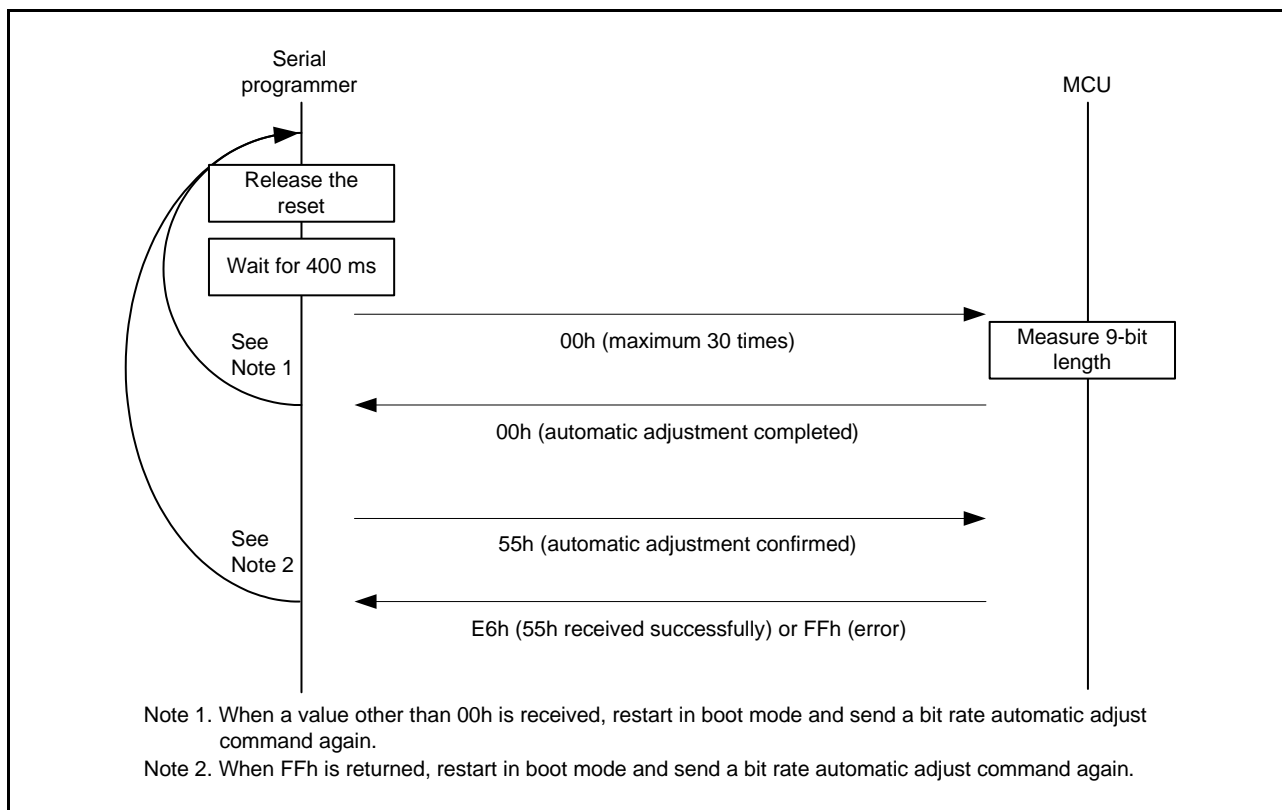 Serial
programmer
MCU
Release the
reset
Wait for 400 ms
00h (maximum 30 times)
Measure 9-bit
length
See
Note 1
00h (automatic adjustment completed)
55h (automatic adjustment confirmed)
See
Note 2
E6h (55h received successfully) or FFh (error)
Note 1. When a value other than 00h is received, restart in boot mode and send a bit rate automatic adjust
command again.
Note 2. When FFh is returned, restart in boot mode and send a bit rate automatic adjust command again.